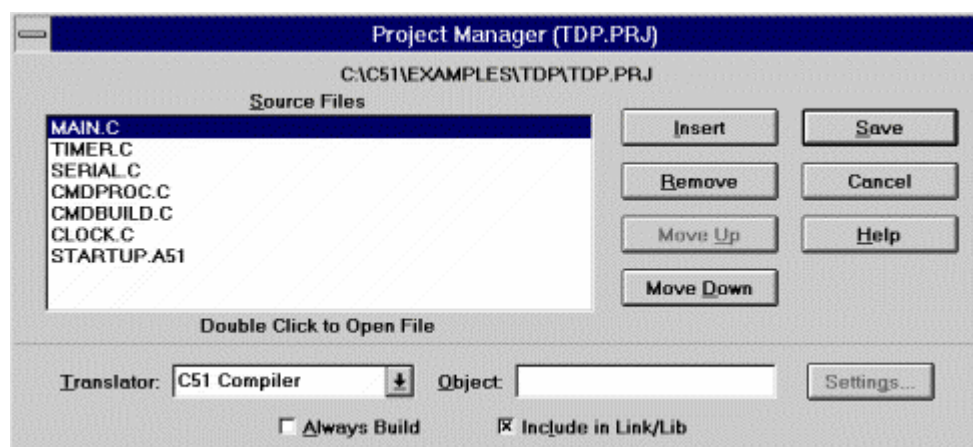 Project Manager (TDP.PRJ)
C:\C51\EXAMPLES\TDP\TDP.PRJ
Source Files
MAIN.C
TIMER.C
SERIAL.C
CMDPROC.C
CMDBUILD.C
CLOCK.C
STARTUP.A51
Insert Save
Remove Cancel
Move Up Help
Move Down
Double Click to Open File
Translator: C51 Compiler Object:
Settings...
Always Build Include in Link/Lib